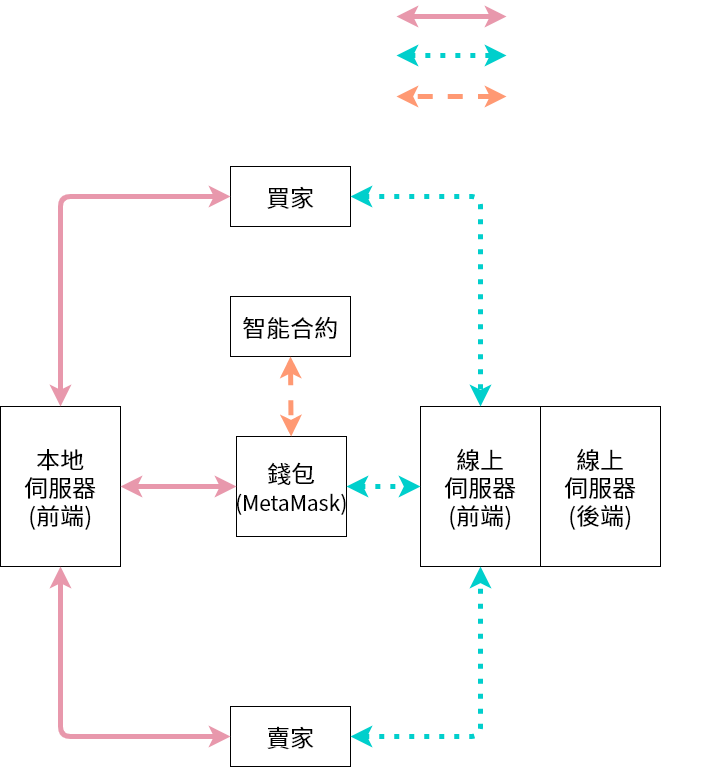 買家
智能合約
本地
伺服器
(前端)
錢包
(MetaMask)
線上
伺服器
(前端)
線上
伺服器
(後端)
賣家